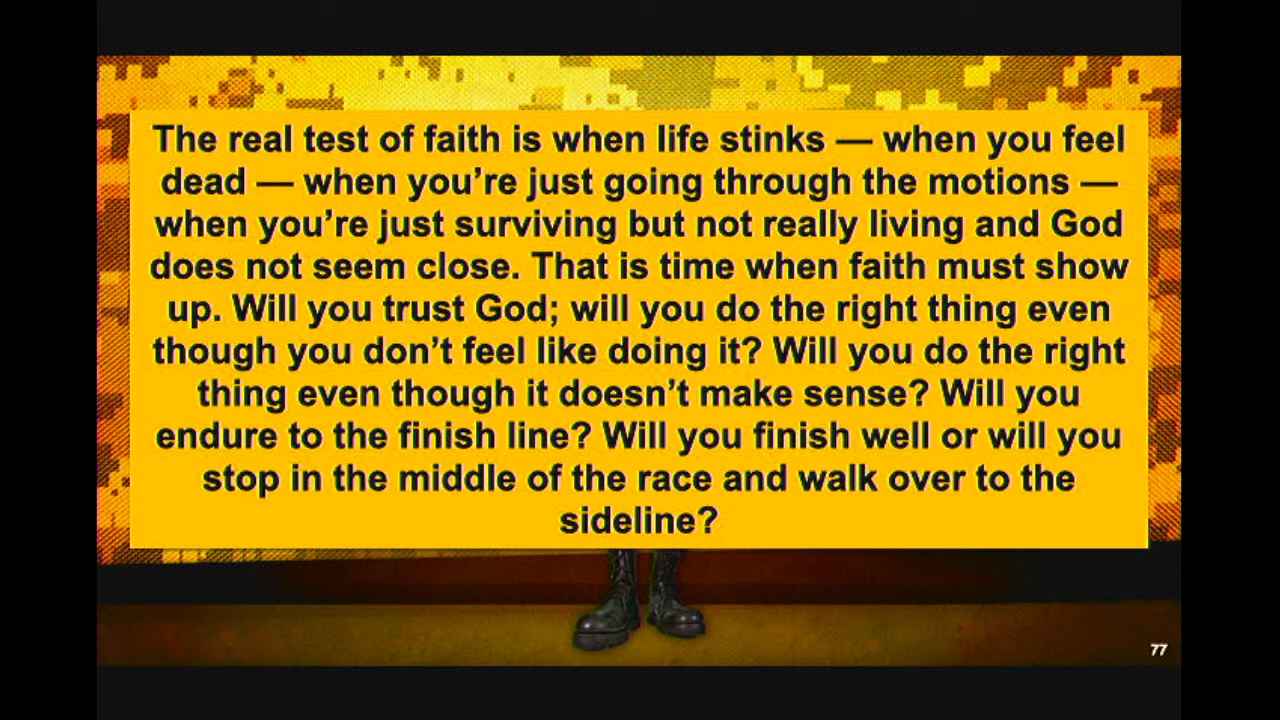 The real test of faith is when life stinks — when you feel
dead — when you’re just going through the motions —
when you’re just surviving but not really living and God
does not seem close. That is time when faith must show
up. Will you trust God; will you do the right thing even
though you don’t feel like doing it? Will you do the right
thing even though it doesn’t make sense? Will you
endure to the finish line? Will you finish well or will you
stop in the middle of the race and walk over to the
sideline?
77